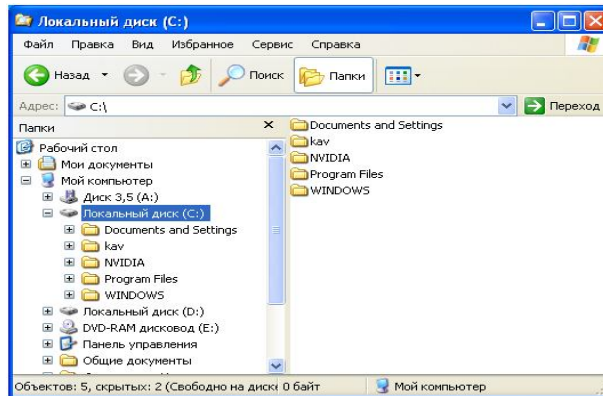 Локальный диск (C:)
Файл Правка Вид Избранное Сервис Справка
Назад Поиск Папки
Адрес: C:\ Переход
Папки
Рабочий стол
Мои документы
Мой компьютер
Диск 3,5 (A:)
Локальный диск (C:)
Documents and Settings
kav
NVIDIA
Program Files
WINDOWS
Локальный диск (D:)
DVD-RAM дисковод (E:)
Панель управления
Общие документы
Documents and Settings
kav
NVIDIA
Program Files
WINDOWS
Объектов: 5, скрытых: 2 (Свободно на диск 0 байт Мой компьютер